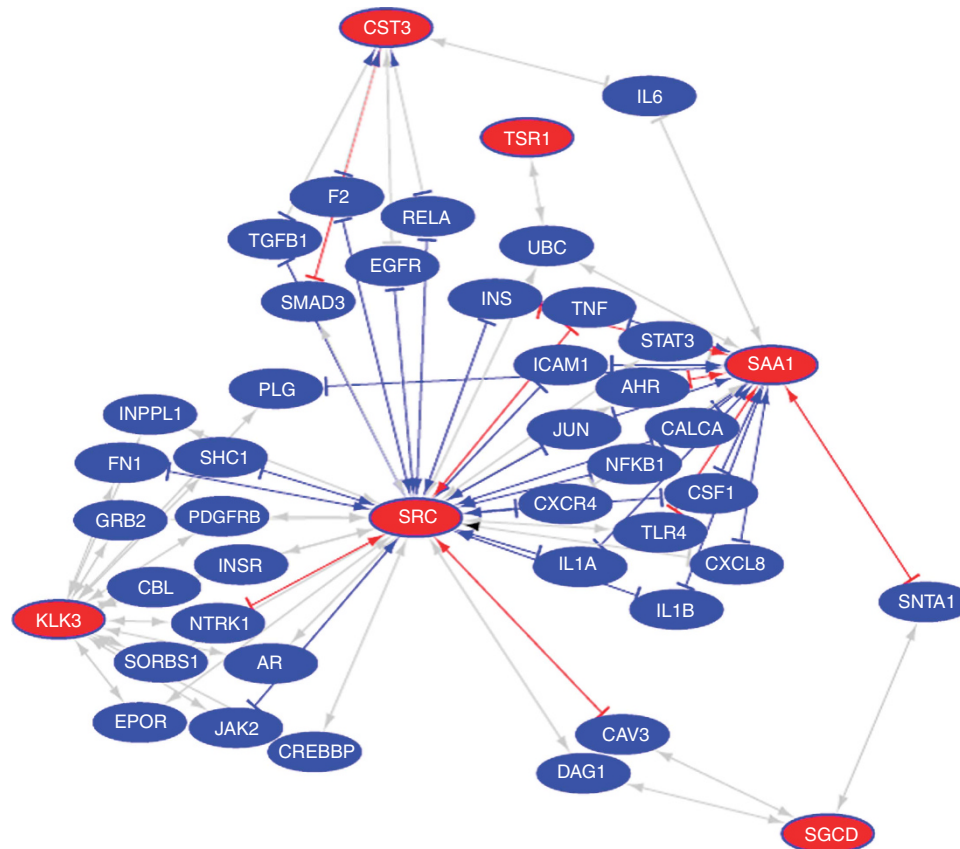 CST3
IL6
TSR1
F2
RELA
TGFB1
UBC
EGFR
SMAD3
INS
TNF
STAT3
ICAM1
SAA1
PLG
AHR
INPPL1
JUN
CALCA
FN1
SHC1
NFKB1
CSF1
CXCR4
GRB2
PDGFRB
SRC
TLR4
INSR
IL1A
CXCL8
CBL
IL1B
SNTA1
KLK3
NTRK1
SORBS1
AR
EPOR
JAK2
CREBBP
CAV3
DAG1
SGCD